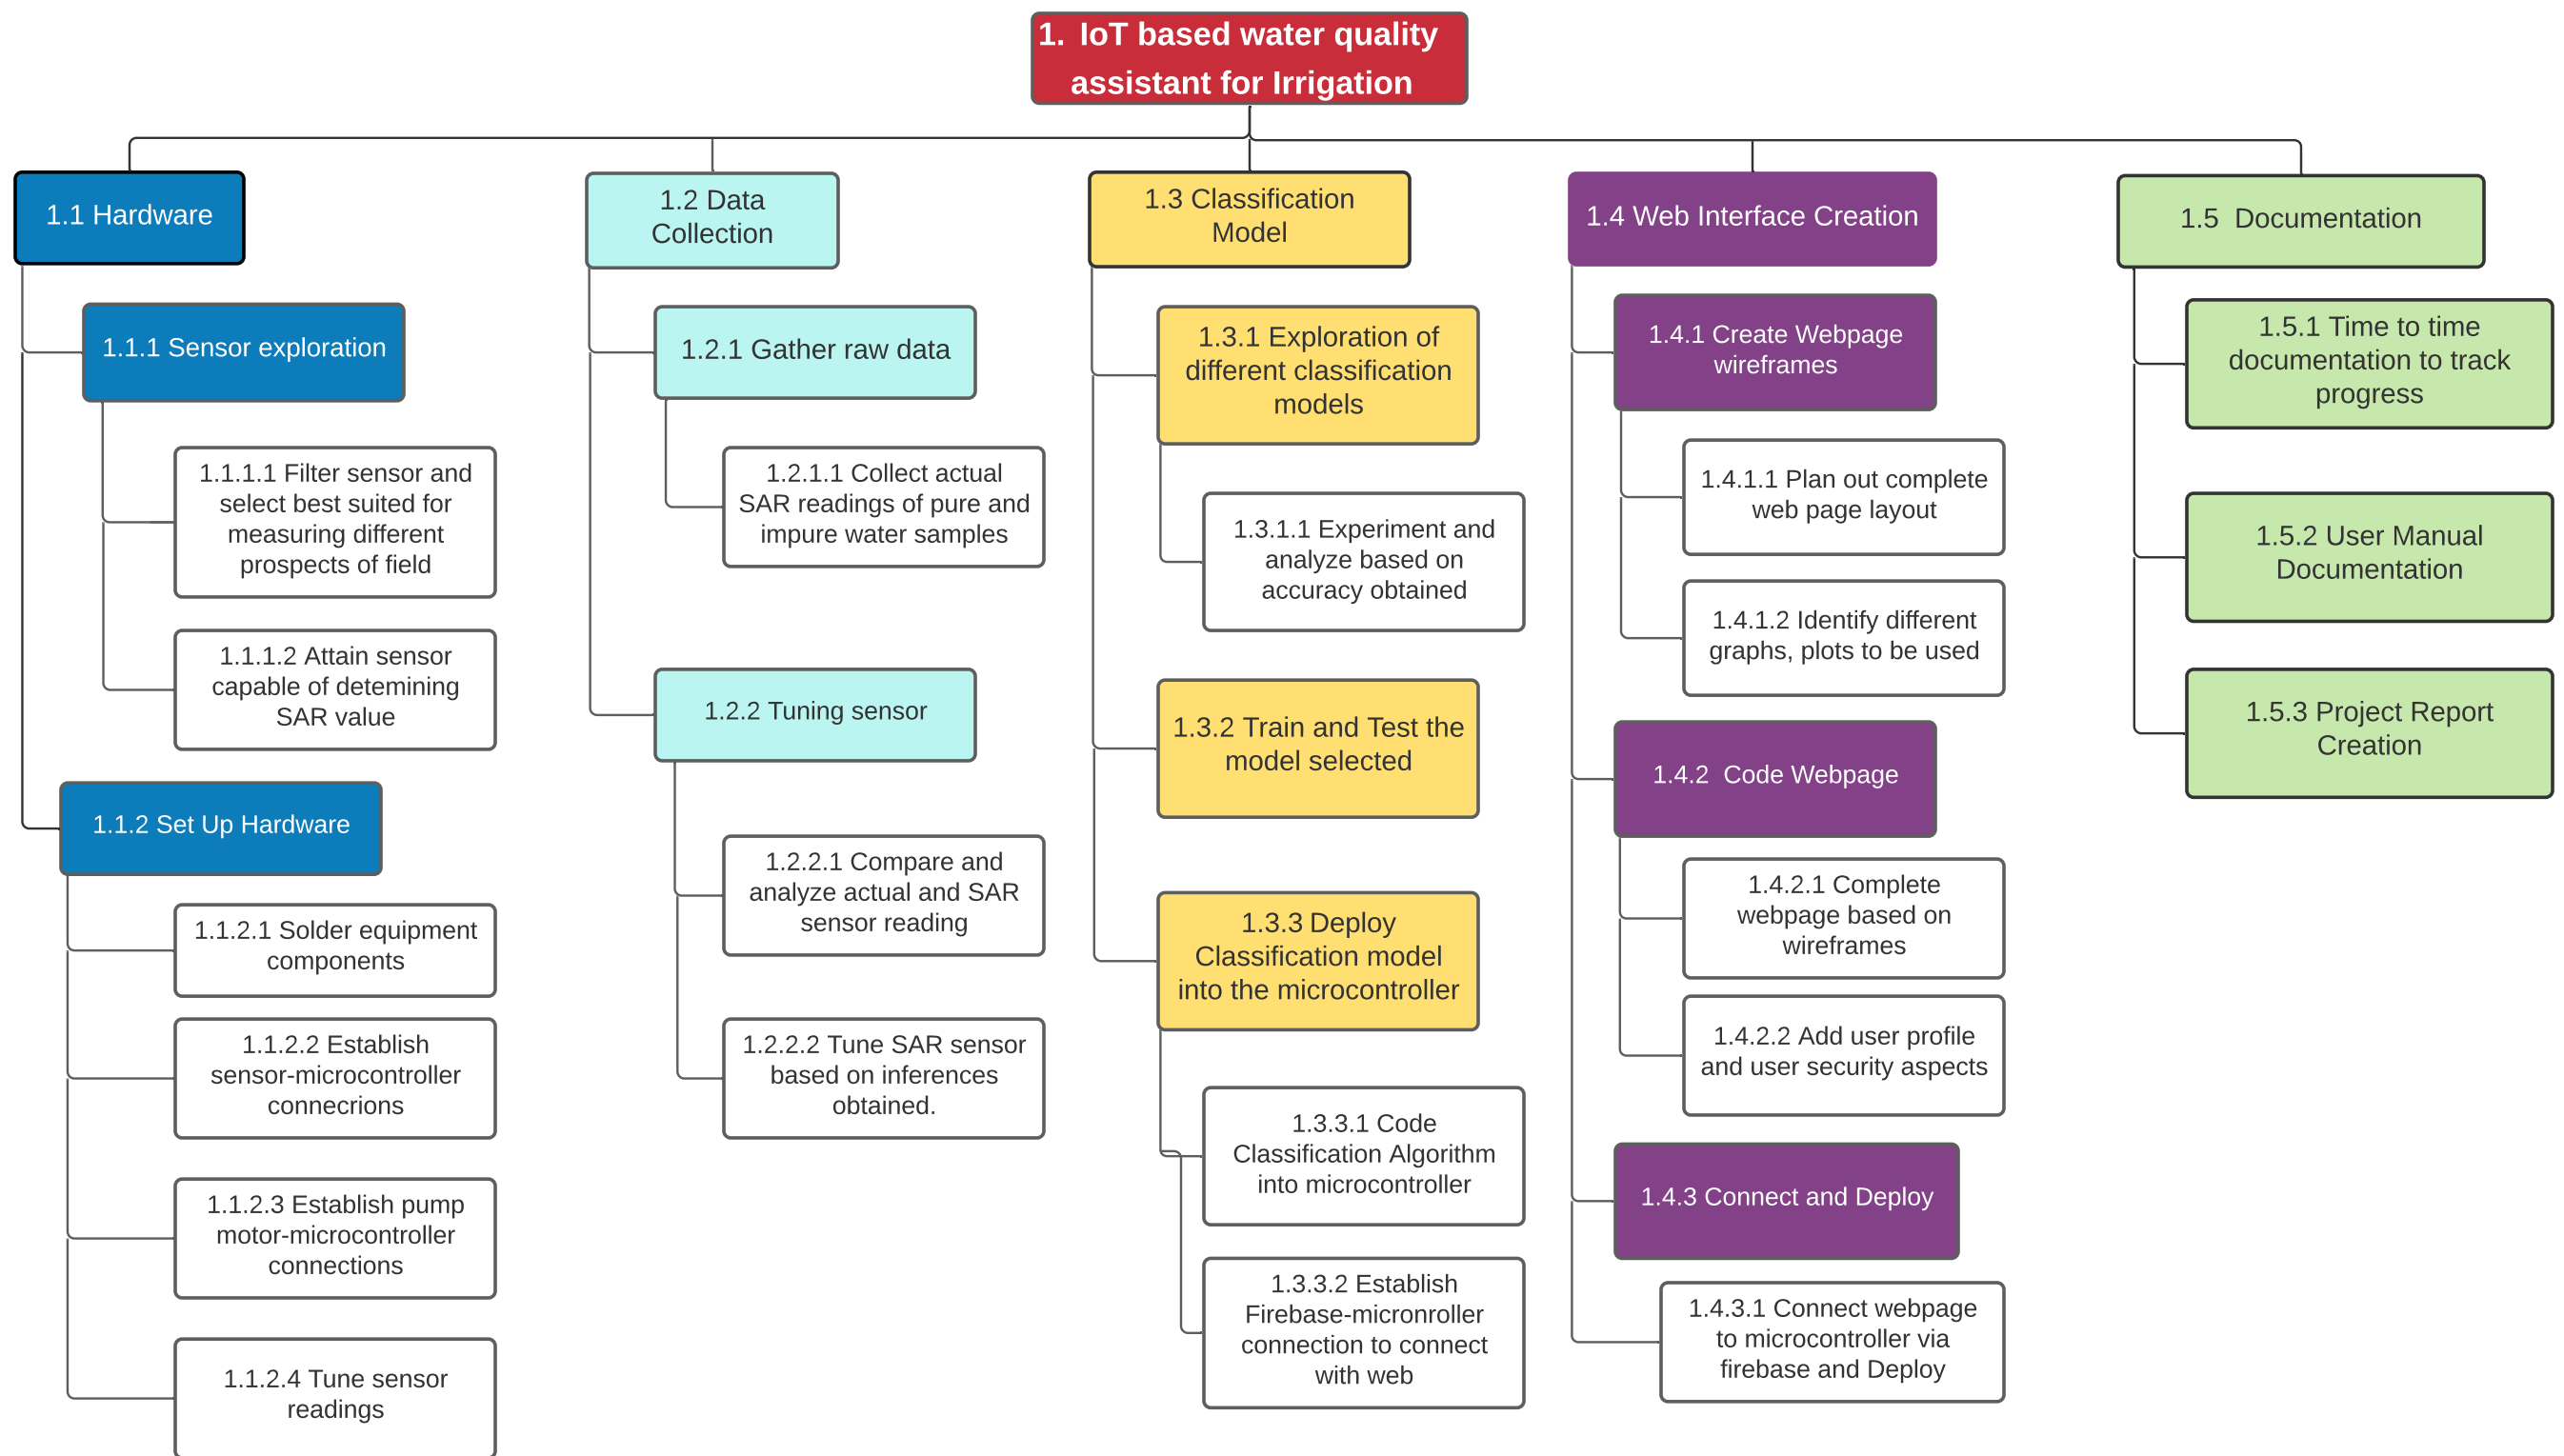 1. IoT based water quality
assistant for Irrigation
1.1 Hardware
1.1.1 Sensor exploration
1.1.1.1 Filter sensor and
select best suited for
measuring different
prospects of field
1.1.1.2 Attain sensor
capable of detemining
SAR value
1.1.2 Set Up Hardware
1.1.2.1 Solder equipment
components
1.1.2.2 Establish
sensor-microcontroller
connecrions
1.1.2.3 Establish pump
motor-microcontroller
connections
1.1.2.4 Tune sensor
readings
1.2 Data
Collection
1.2.1 Gather raw data
1.2.1.1 Collect actual
SAR readings of pure and
impure water samples
1.2.2 Tuning sensor
1.2.2.1 Compare and
analyze actual and SAR
sensor reading
1.2.2.2 Tune SAR sensor
based on inferences
obtained.
1.3 Classification
Model
1.3.1 Exploration of
different classification
models
1.3.1.1 Experiment and
analyze based on
accuracy obtained
1.3.2 Train and Test the
model selected
1.3.3 Deploy
Classification model
into the microcontroller
1.3.3.1 Code
Classification Algorithm
into microcontroller
1.3.3.2 Establish
Firebase-micronroller
connection to connect
with web
1.4 Web Interface Creation
1.4.1 Create Webpage
wireframes
1.4.1.1 Plan out complete
web page layout
1.4.1.2 Identify different
graphs, plots to be used
1.4.2 Code Webpage
1.4.2.1 Complete
webpage based on
wireframes
1.4.2.2 Add user profile
and user security aspects
1.4.3 Connect and Deploy
1.4.3.1 Connect webpage
to microcontroller via
firebase and Deploy
1.5 Documentation
1.5.1 Time to time
documentation to track
progress
1.5.2 User Manual
Documentation
1.5.3 Project Report
Creation